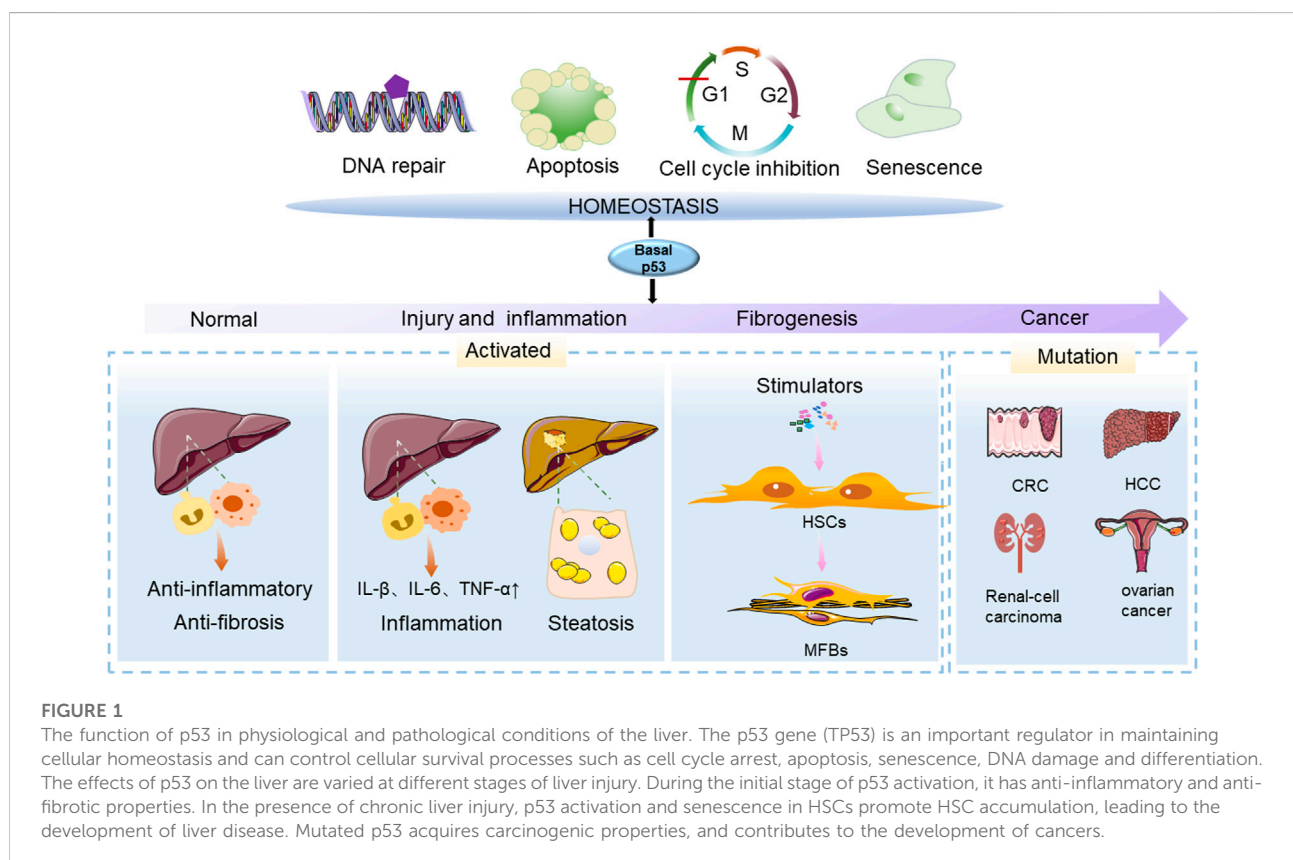 S
G1
G2
M
DNA repair
Apoptosis
Cell cycle inhibition
Senescence
HOMEOSTASIS
Basal
p53
Normal
Injury and inflammation
Fibrogenesis
Cancer
Activated
Mutation
Anti-inflammatory
Anti-fibrosis
IL-β、IL-6、TNF-α↑
Inflammation
Steatosis
Stimulators
HSCs
MFBs
CRC
HCC
Renal-cell
carcinoma
ovarian
cancer
FIGURE 1
The function of p53 in physiological and pathological conditions of the liver. The p53 gene (TP53) is an important regulator in maintaining
cellular homeostasis and can control cellular survival processes such as cell cycle arrest, apoptosis, senescence, DNA damage and differentiation.
The effects of p53 on the liver are varied at different stages of liver injury. During the initial stage of p53 activation, it has anti-inflammatory and anti-
fibrotic properties. In the presence of chronic liver injury, p53 activation and senescence in HSCs promote HSC accumulation, leading to the
development of liver disease. Mutated p53 acquires carcinogenic properties, and contributes to the development of cancers.